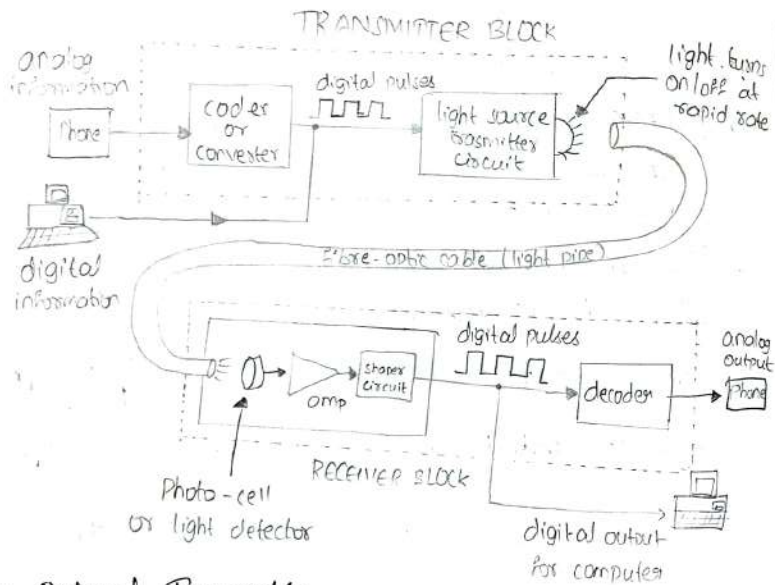 TRANSMITTER BLOCK
analog
information
Phone
coder
or
converter
digital pulses
light source
trasmitter
circuit
light turns
on/off at
rapid rate
digital
information
Fibre-optic cable (light pipe)
digital pulses
shaper
circuit
amp
decoder
analog
output
Phone
RECEIVER BLOCK
Photo-cell
or light detector
digital output
for computer